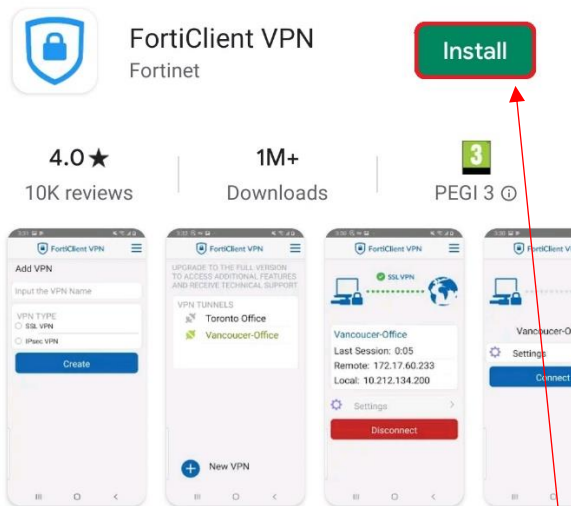 FortiClient VPN
Fortinet
Install
4.0★
10K reviews
1M+
Downloads
3
PEGI 3
FortiClient VPN
Add VPN
Input the VPN Name
VPN TYPE
SSL VPN
IPsec VPN
Create
FortiClient VPN
UPGRADE TO THE FULL VERSION
TO ACCESS ADDITIONAL FEATURES
AND RECEIVE TECHNICAL SUPPORT
VPN TUNNELS
Toronto Office
Vancoucer-Office
New VPN
FortiClient VPN
SSL VPN
Vancoucer-Office
Last Session: 0:05
Remote: 172.17.60.233
Local: 10.212.134.200
Settings
Disconnect
FortiClient V
Vancoucer-O
Settings
Connect